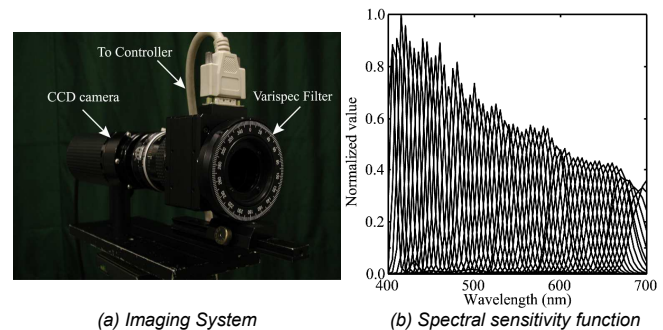 To Controller
CCD camera
Varispec Filter
(a) Imaging System
1.0
0.8
0.6
0.4
0.2
0.0
Normalized value
400
500
600
700
Wavelength (nm)
(b) Spectral sensitivity function